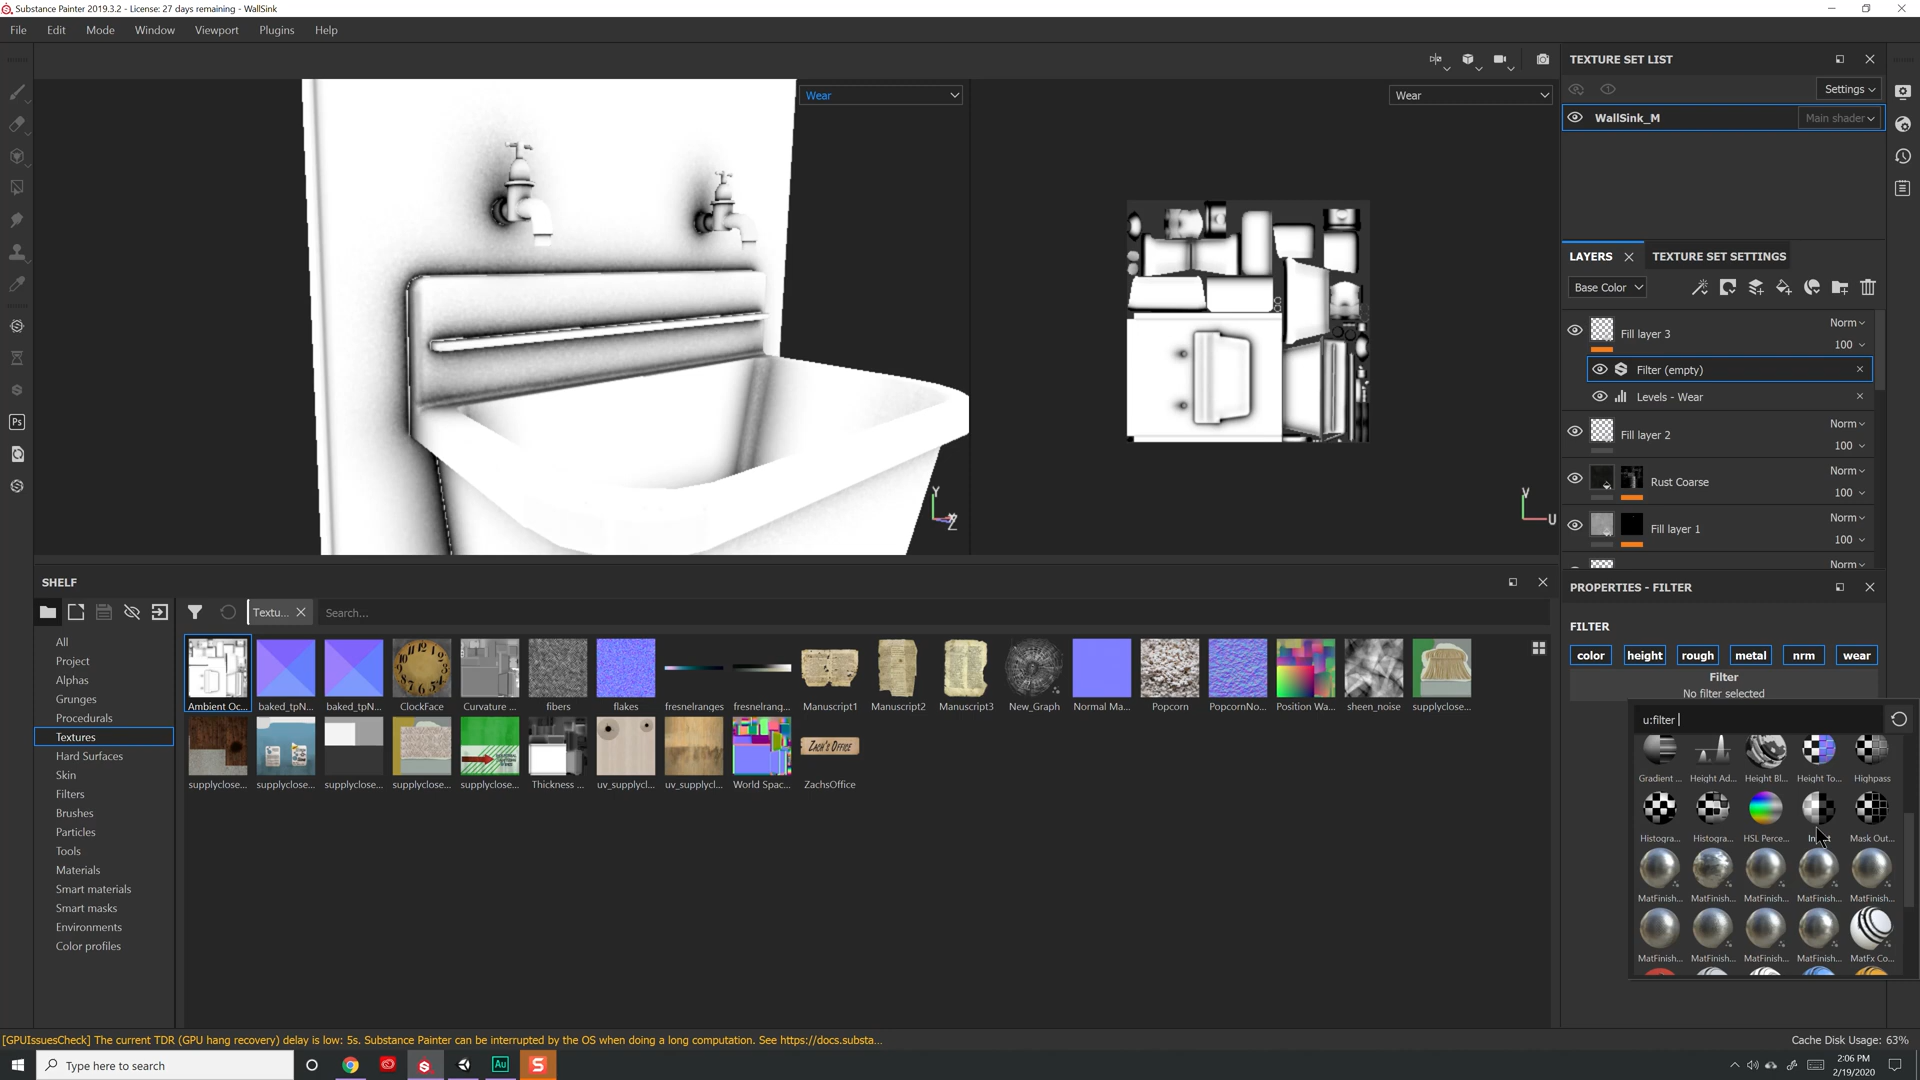 Substance Painter 2019.3.2 - License: 27 days remaining - WallSink
File Edit Mode Window Viewport Plugins Help
Wear
Wear
Y
Z
V
U
TEXTURE SET LIST
Settings
WallSink_M
Main shader
LAYERS
TEXTURE SET SETTINGS
Base Color
Fill layer 3
Norm
100
Filter (empty)
Levels - Wear
Fill layer 2
Norm
100
Rust Coarse
Norm
100
Fill layer 1
Norm
100
Norm
PROPERTIES - FILTER
FILTER
color height rough metal nrm wear
Filter
No filter selected
u:filter
Gradient ... Height Ad... Height Bl... Height To... Highpass
Histogra... Histogra... HSL Perce... Mask Out...
MatFinish... MatFinish... MatFinish... MatFinish... MatFinish...
MatFinish... MatFinish... MatFinish... MatFinish... MatFx Co...
SHELF
Textu...
Search...
All
Project
Alphas
Grunges
Procedurals
Textures
Hard Surfaces
Skin
Filters
Brushes
Particles
Tools
Materials
Smart materials
Smart masks
Environments
Color profiles
Ambient Oc... baked_tpN... baked_tpN... ClockFace Curvature ... fibers flakes fresnelranges fresnelranq... Manuscript1 Manuscript2 Manuscript3 New_Graph Normal Ma... Popcorn PopcornNo... Position Wa... sheen_noise supplyclose...
supplyclose... supplyclose... supplyclose... supplyclose... supplyclose... Thickness ... uv_supplycl... uv_supplycl... World Spac... ZachsOffice
ZACH'S OFFICE
[GPUIssuesCheck] The current TDR (GPU hang recovery) delay is low: 5s. Substance Painter can be interrupted by the OS when doing a long computation. See https://docs.substa...
Cache Disk Usage: 63%
Type here to search
Ps
Au
S
2:06 PM
2/19/2020